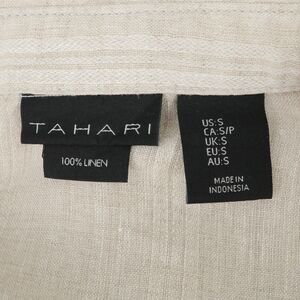 TAHARI
100% LINEN
US:S
CA:S/P
UK:S
EU:S
AU:S
MADE IN
INDONESIA